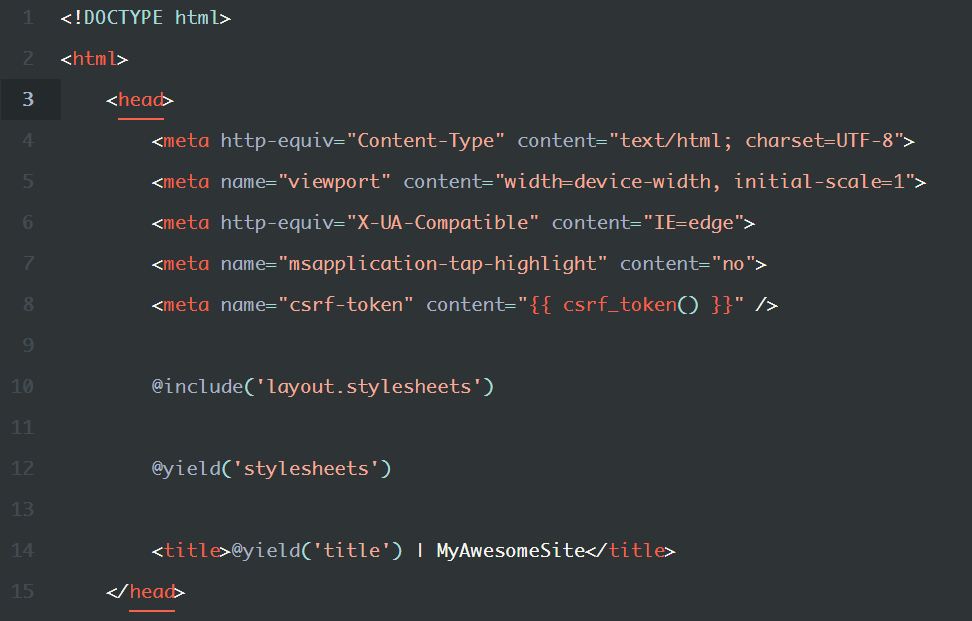 1 <!DOCTYPE html>
2 <html>
3     <head>
4         <meta http-equiv="Content-Type" content="text/html; charset=UTF-8">
5         <meta name="viewport" content="width=device-width, initial-scale=1">
6         <meta http-equiv="X-UA-Compatible" content="IE=edge">
7         <meta name="msapplication-tap-highlight" content="no">
8         <meta name="csrf-token" content="{{ csrf_token() }}" />
9
10         @include('layout.stylesheets')
11
12         @yield('stylesheets')
13
14         <title>@yield('title') | MyAwesomeSite</title>
15     </head>